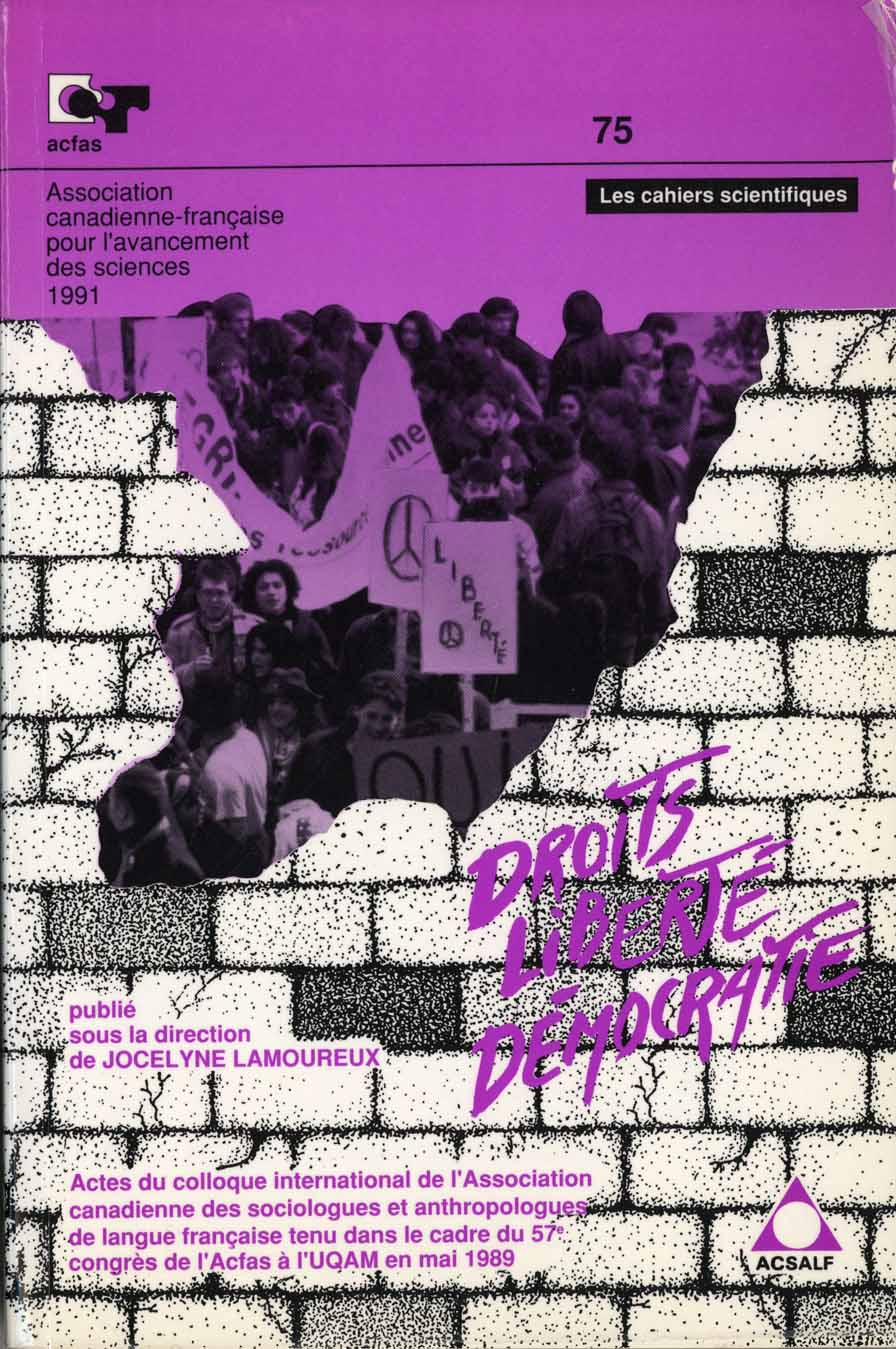 acfas
75
Association
canadienne-française
pour l'avancement
des sciences
1991
Les cahiers scientifiques
LIBERTÉ
OUI
DROITS
LIBERTÉ
DÉMOCRATIE
publié
sous la direction
de JOCELYNE LAMOUREUX
Actes du colloque international de l'Association
canadienne des sociologues et anthropologues
de langue française tenu dans le cadre du 57e
congrès de l'Acfas à l'UQAM en mai 1989
ACSALF